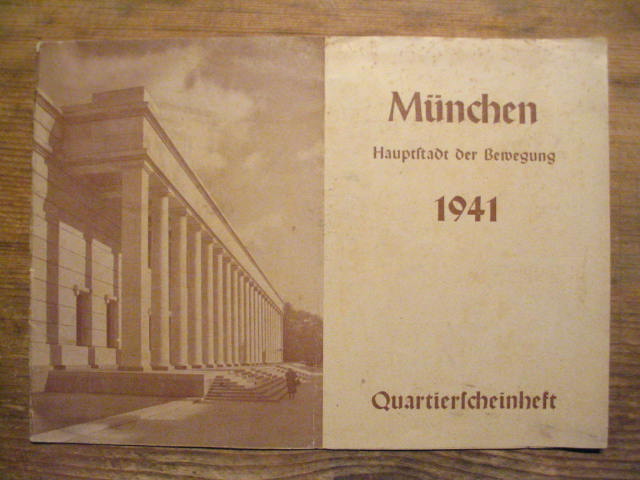 München
Hauptſtadt der Bewegung
1941
Quartierſcheinheft